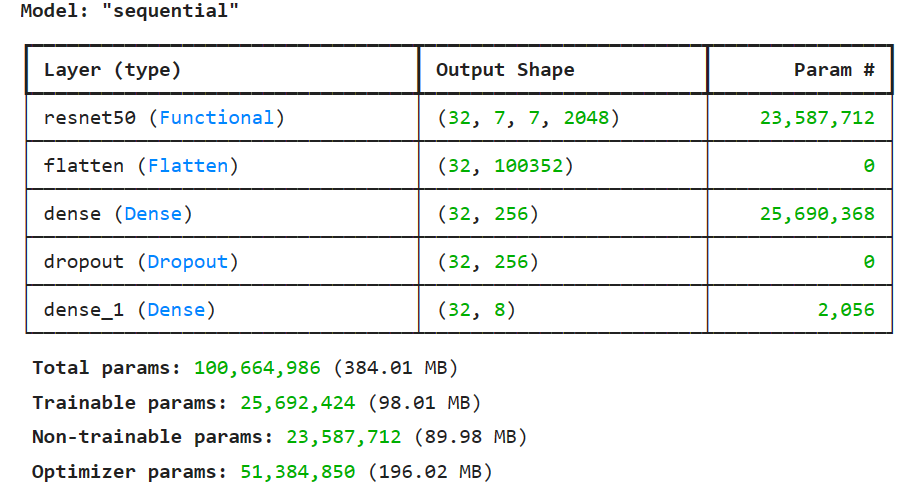 Model: "sequential"
Layer (type) Output Shape Param #
resnet50 (Functional) (32, 7, 7, 2048) 23,587,712
flatten (Flatten) (32, 100352) 0
dense (Dense) (32, 256) 25,690,368
dropout (Dropout) (32, 256) 0
dense_1 (Dense) (32, 8) 2,056
Total params: 100,664,986 (384.01 MB)
Trainable params: 25,692,424 (98.01 MB)
Non-trainable params: 23,587,712 (89.98 MB)
Optimizer params: 51,384,850 (196.02 MB)